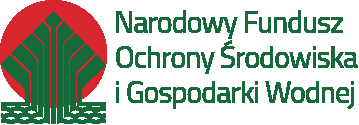 Narodowy Fundusz
Ochrony Środowiska
i Gospodarki Wodnej